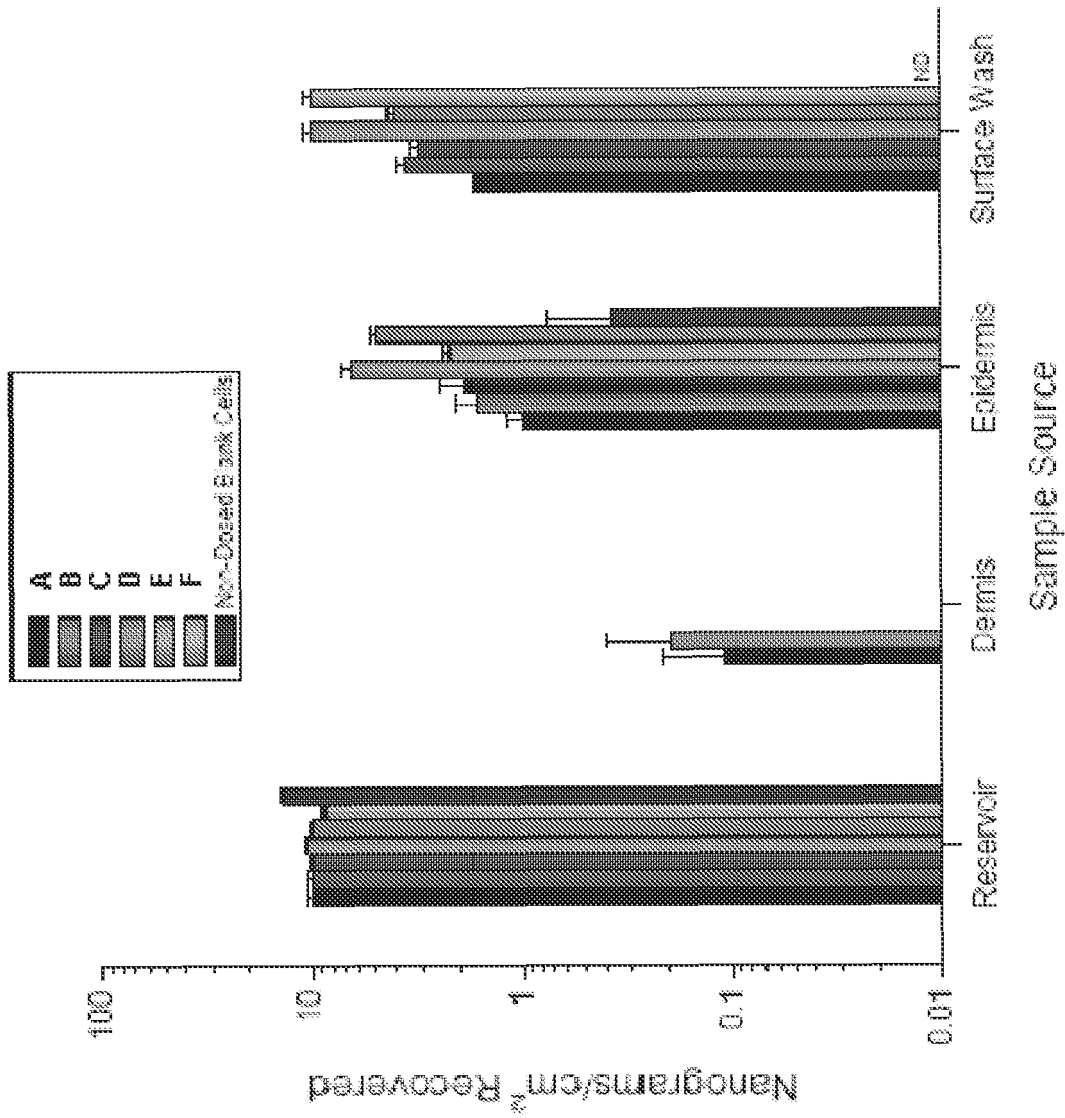 A
B
C
D
E
F
Non-Dosed Blank Cells
Nanograms/cm² Recovered
100
10
1
0.1
0.01
Reservoir
Dermis
Epidermis
Surface Wash
ND
Sample Source